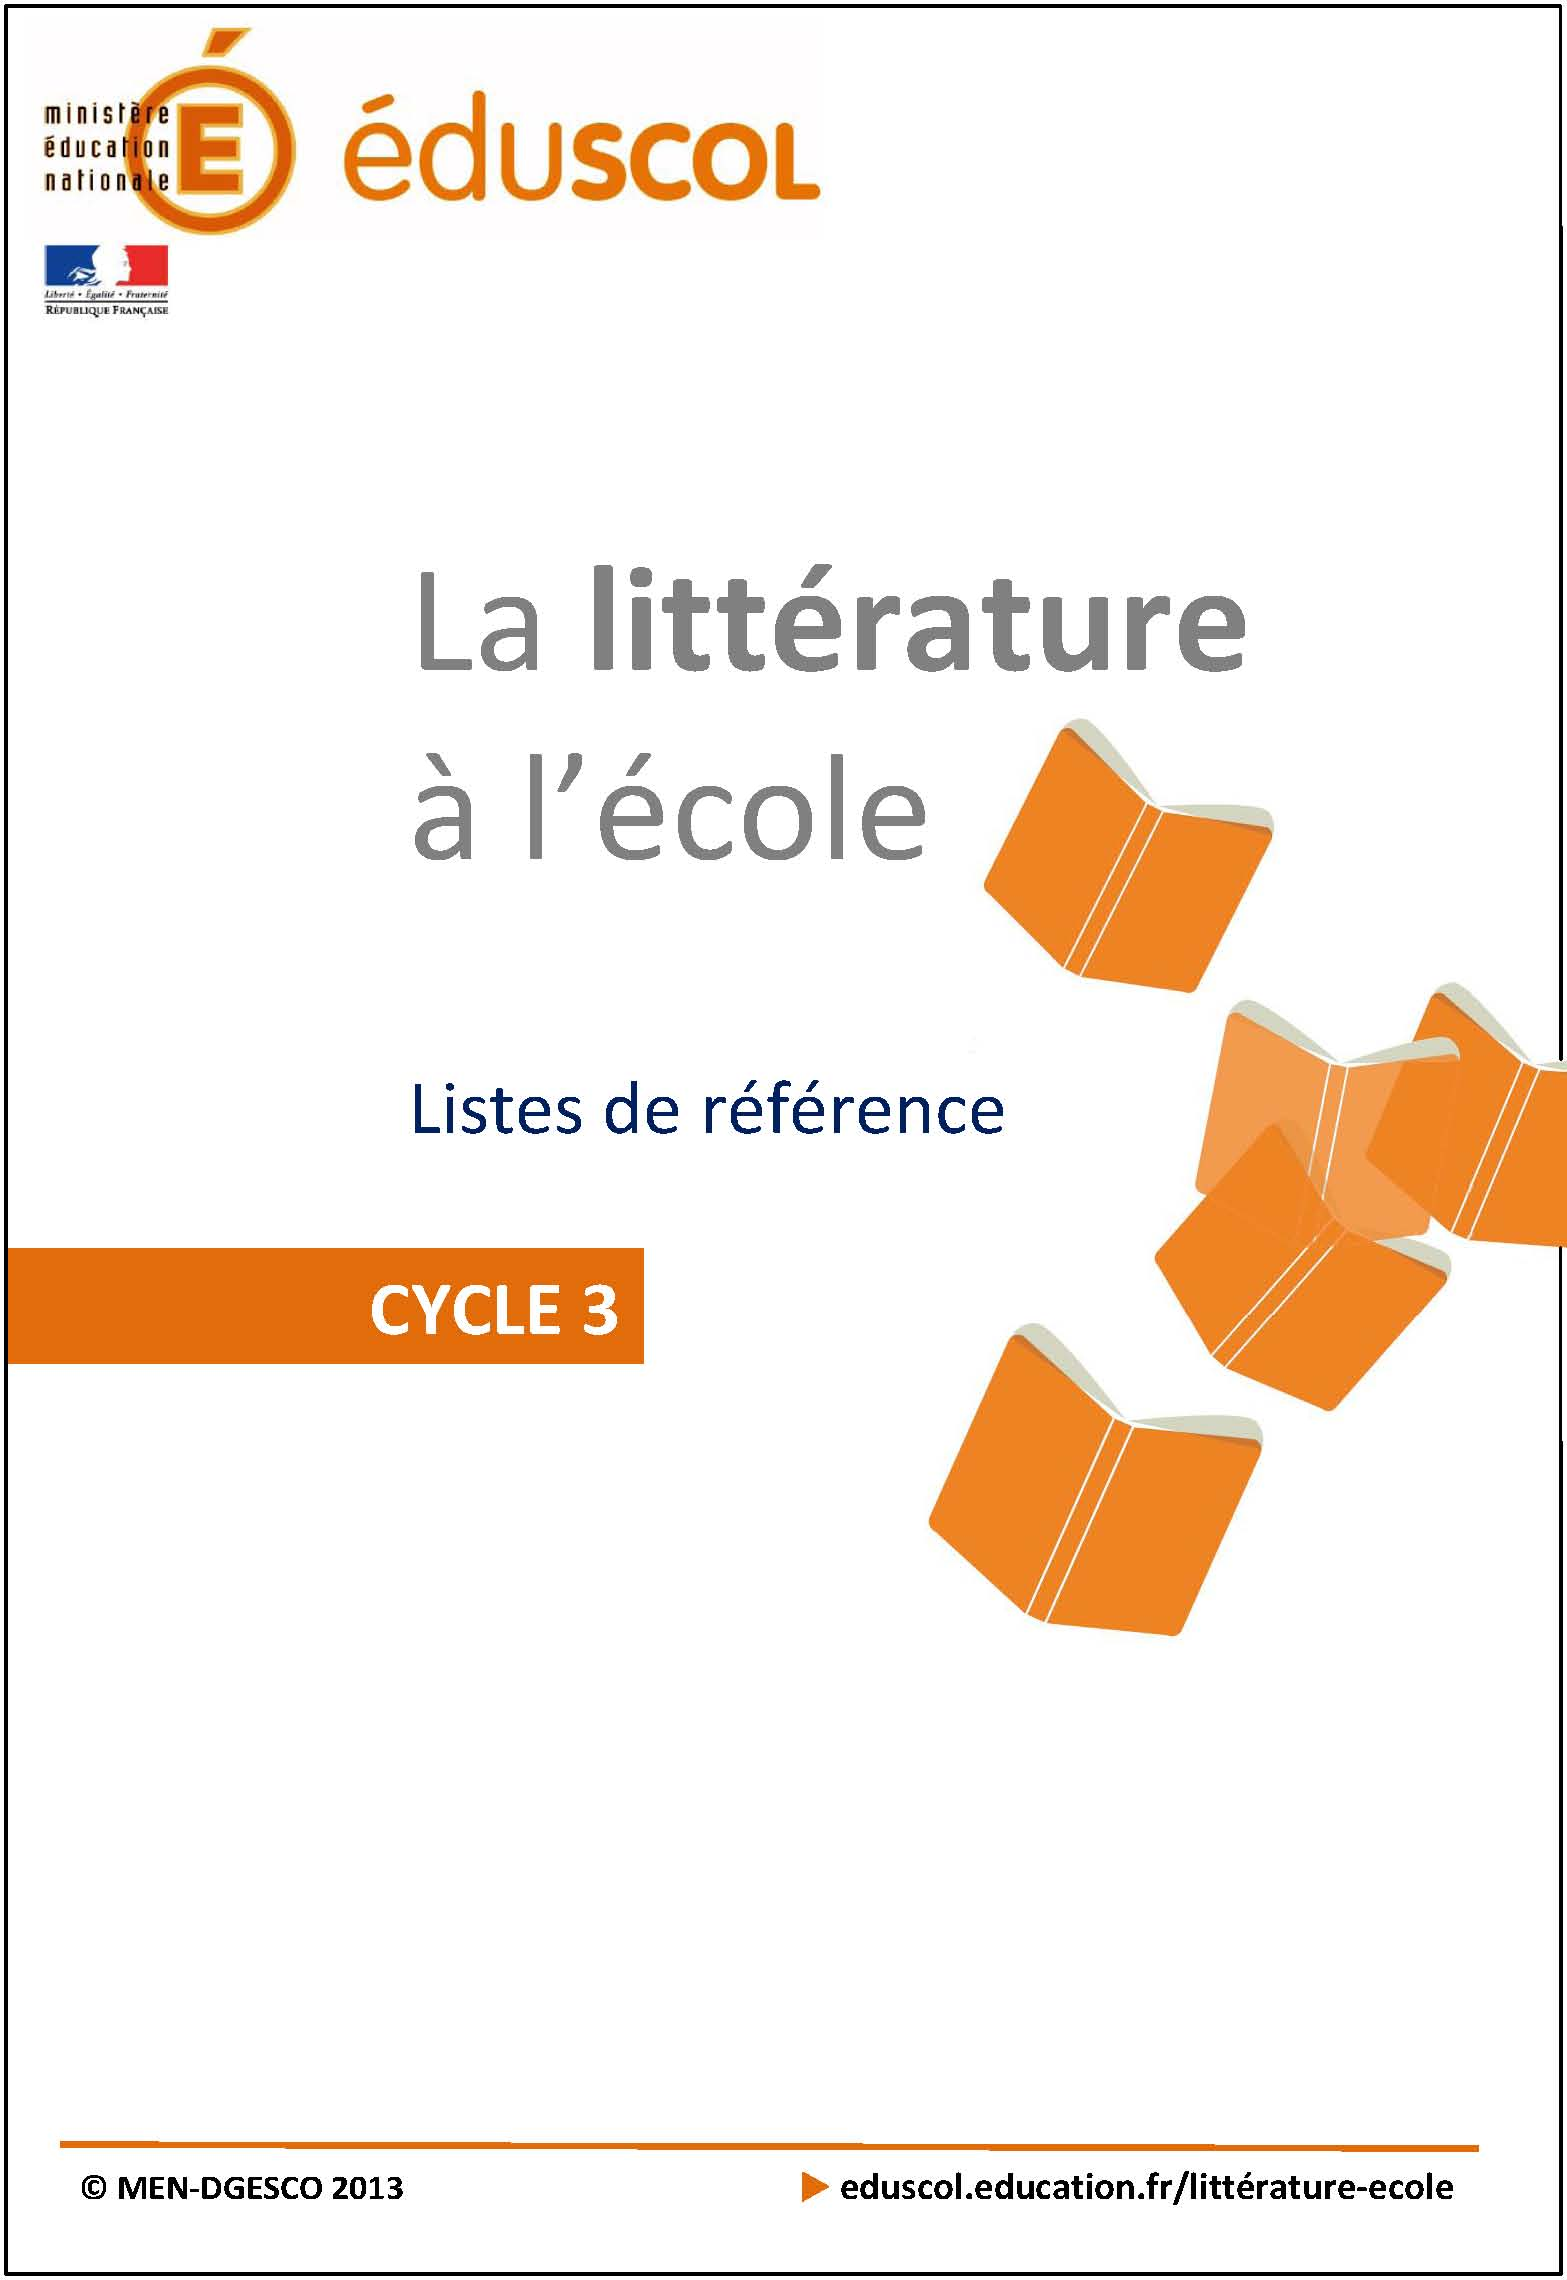 ministère
éducation
nationale
éduscol
Liberté • Égalité • Fraternité
RÉPUBLIQUE FRANÇAISE
La littérature
à l’école
Listes de référence
CYCLE 3
© MEN-DGESCO 2013
eduscol.education.fr/littérature-ecole